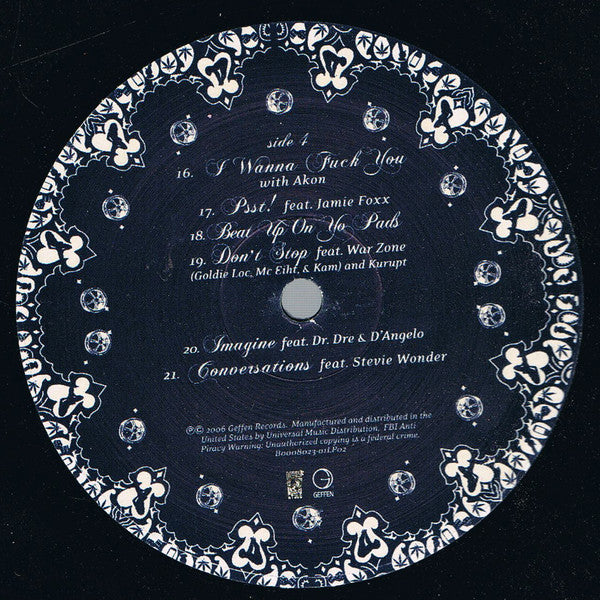 side 4
16. I Wanna Fuck You
with Akon
17. Psst! feat. Jamie Foxx
18. Beat Up On Yo Pads
19. Don't Stop feat. War Zone
(Goldie Loc, Mc Eiht, & Kam) and Kurupt
20. Imagine feat. Dr. Dre & D'Angelo
21. Conversations feat. Stevie Wonder
℗© 2006 Geffen Records. Manufactured and distributed in the
United States by Universal Music Distribution. FBI Anti-
Piracy Warning: Unauthorized copying is a federal crime.
B0008023-01LP02
GEFFEN